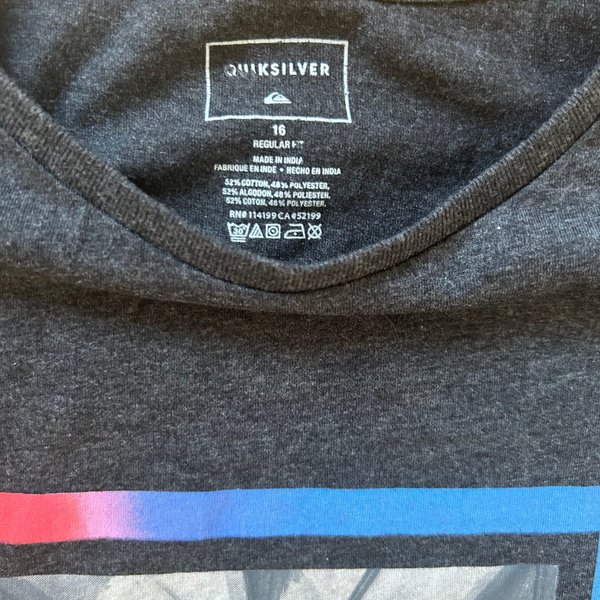 QUIKSILVER
16
REGULAR FIT
MADE IN INDIA
FABRIQUE EN INDE • HECHO EN INDIA
52% COTTON, 48% POLYESTER,
52% ALGODON, 48% POLIESTER,
52% COTON, 48% POLYESTER.
RN# 114199 CA#52199
30